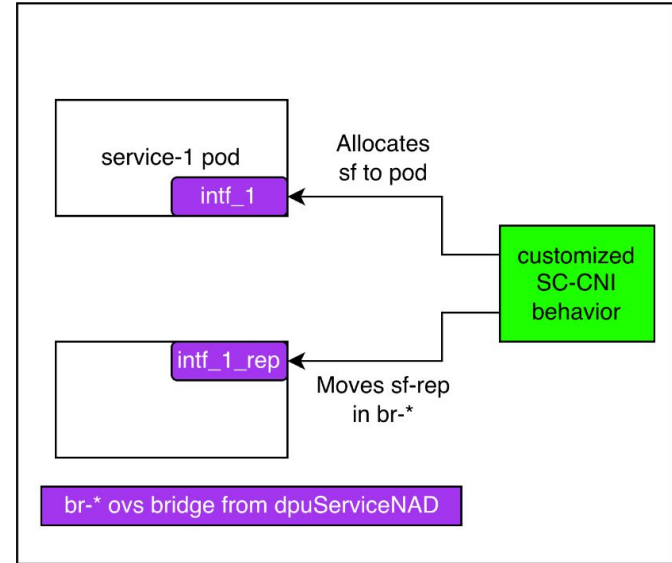 service-1 pod
intf_1
Allocates
sf to pod
customized
SC-CNI
behavior
intf_1_rep
Moves sf-rep
in br-*
br-* ovs bridge from dpuServiceNAD